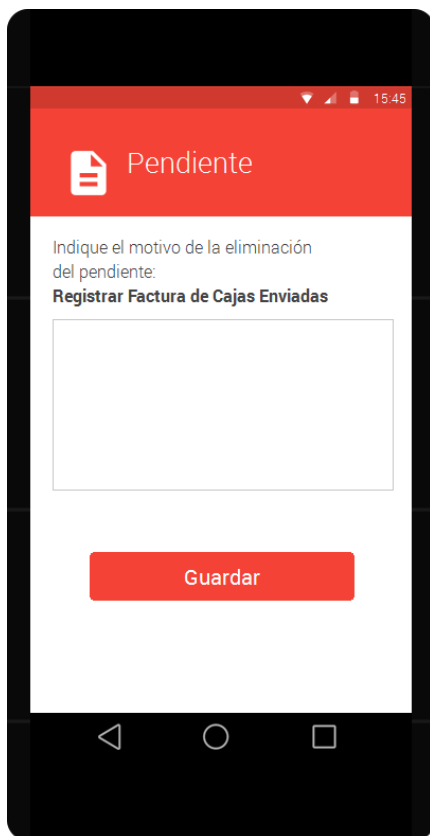 15:45
Pendiente
Indique el motivo de la eliminación
del pendiente:
Registrar Factura de Cajas Enviadas
Guardar